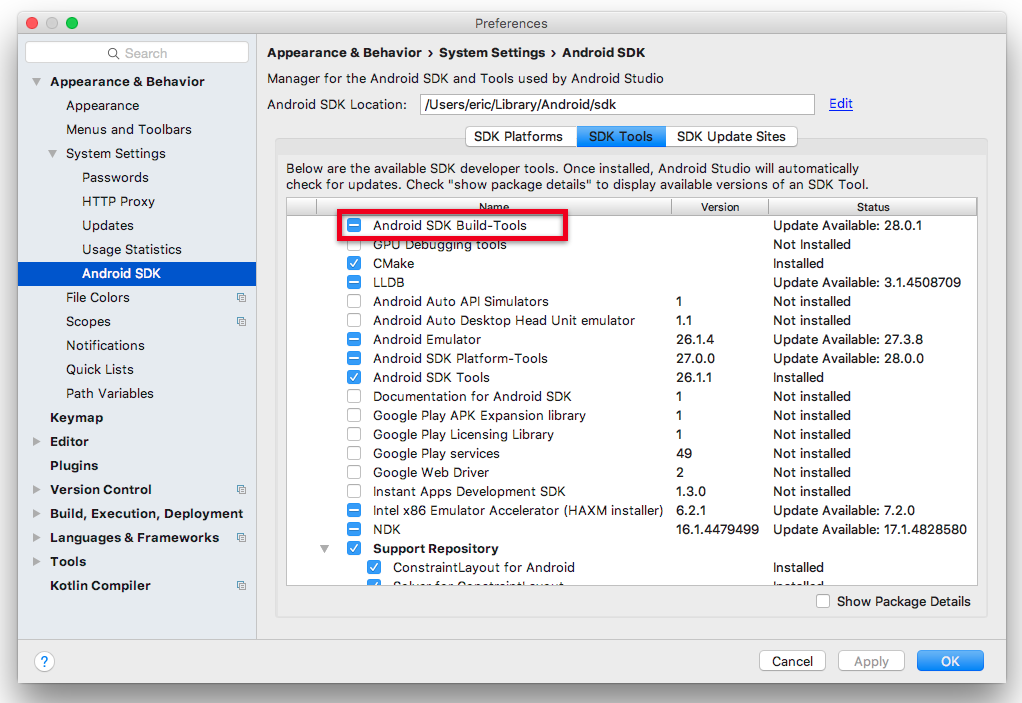 Preferences
Search
Appearance & Behavior
Appearance
Menus and Toolbars
System Settings
Passwords
HTTP Proxy
Updates
Usage Statistics
Android SDK
File Colors
Scopes
Notifications
Quick Lists
Path Variables
Keymap
Editor
Plugins
Version Control
Build, Execution, Deployment
Languages & Frameworks
Tools
Kotlin Compiler
Appearance & Behavior › System Settings › Android SDK
Manager for the Android SDK and Tools used by Android Studio
Android SDK Location: /Users/eric/Library/Android/sdk Edit
SDK Platforms SDK Tools SDK Update Sites
Below are the available SDK developer tools. Once installed, Android Studio will automatically
check for updates. Check "show package details" to display available versions of an SDK Tool.
Name Version Status
Android SDK Build-Tools Update Available: 28.0.1
GPU Debugging tools Not Installed
CMake Installed
LLDB Update Available: 3.1.4508709
Android Auto API Simulators 1 Not installed
Android Auto Desktop Head Unit emulator 1.1 Not installed
Android Emulator 26.1.4 Update Available: 27.3.8
Android SDK Platform-Tools 27.0.0 Update Available: 28.0.0
Android SDK Tools 26.1.1 Installed
Documentation for Android SDK 1 Not installed
Google Play APK Expansion library 1 Not installed
Google Play Licensing Library 1 Not installed
Google Play services 49 Not installed
Google Web Driver 2 Not installed
Instant Apps Development SDK 1.3.0 Not installed
Intel x86 Emulator Accelerator (HAXM installer) 6.2.1 Update Available: 7.2.0
NDK 16.1.4479499 Update Available: 17.1.4828580
Support Repository
ConstraintLayout for Android Installed
Solver for ConstraintLayout Installed
Show Package Details
? Cancel Apply OK